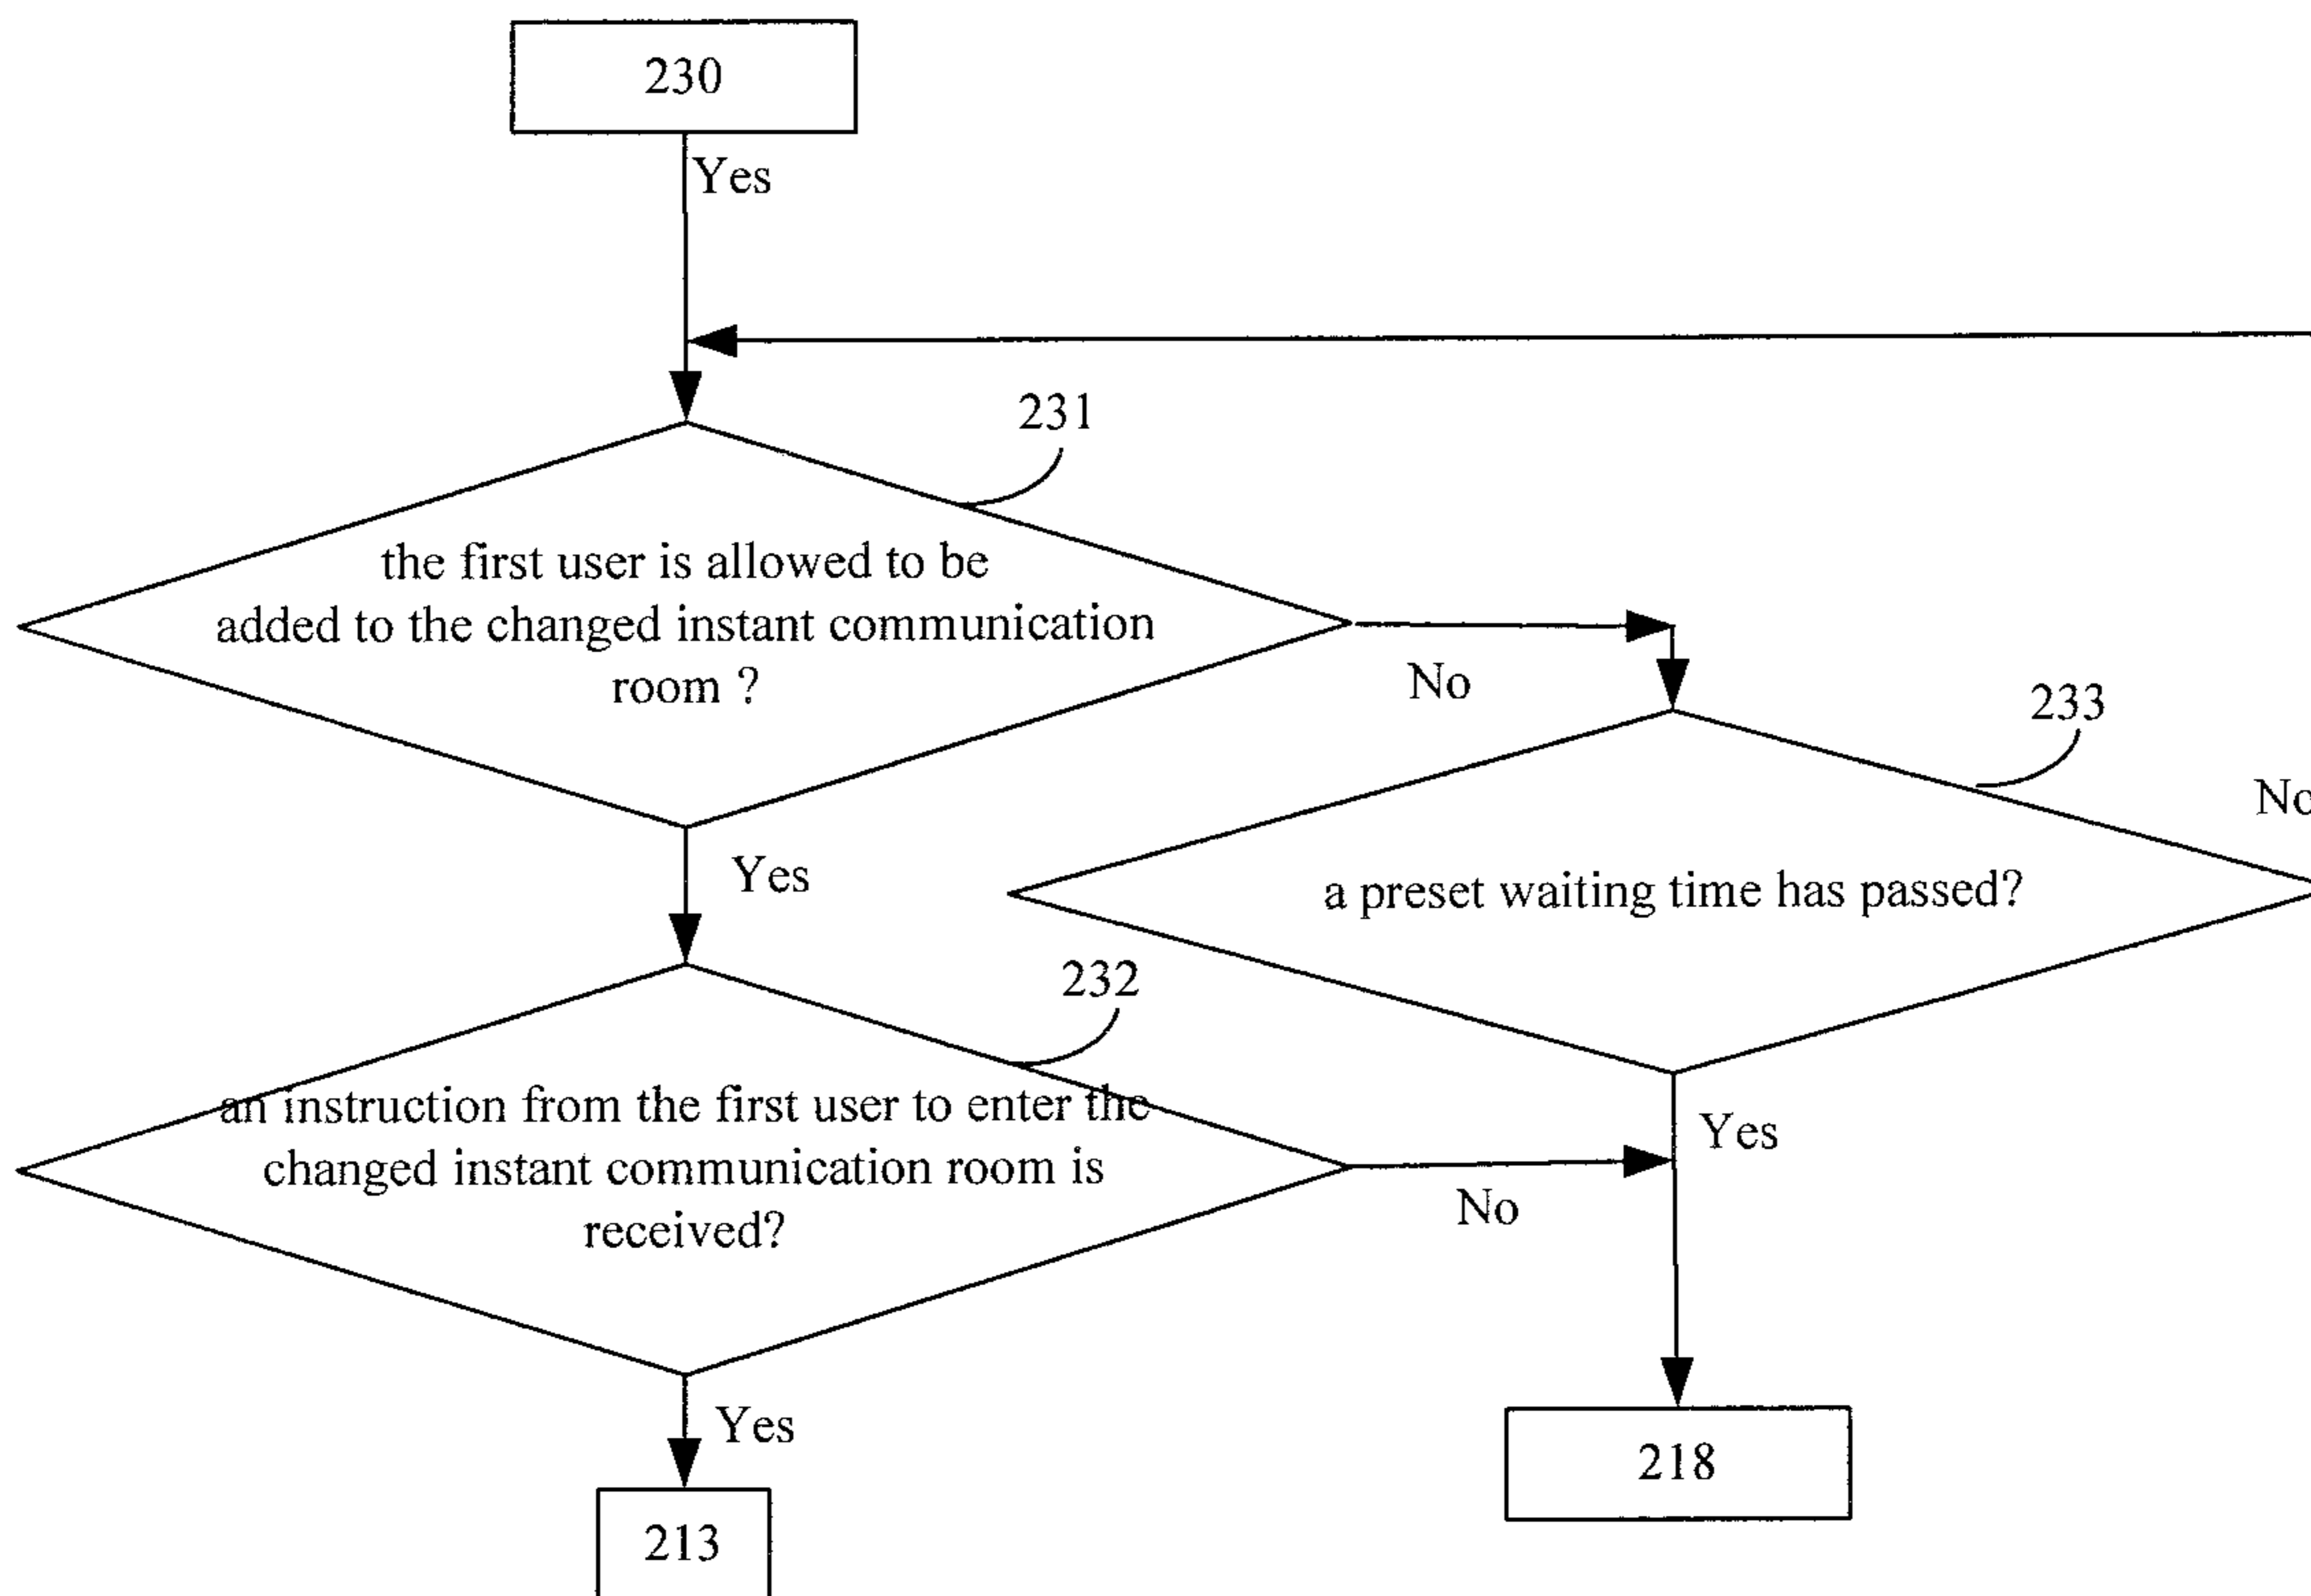 230
Yes
231
the first user is allowed to be
added to the changed instant communication
room ?
No
233
No
a preset waiting time has passed?
Yes
232
an instruction from the first user to enter the
changed instant communication room is
received?
No
Yes
Yes
218
213